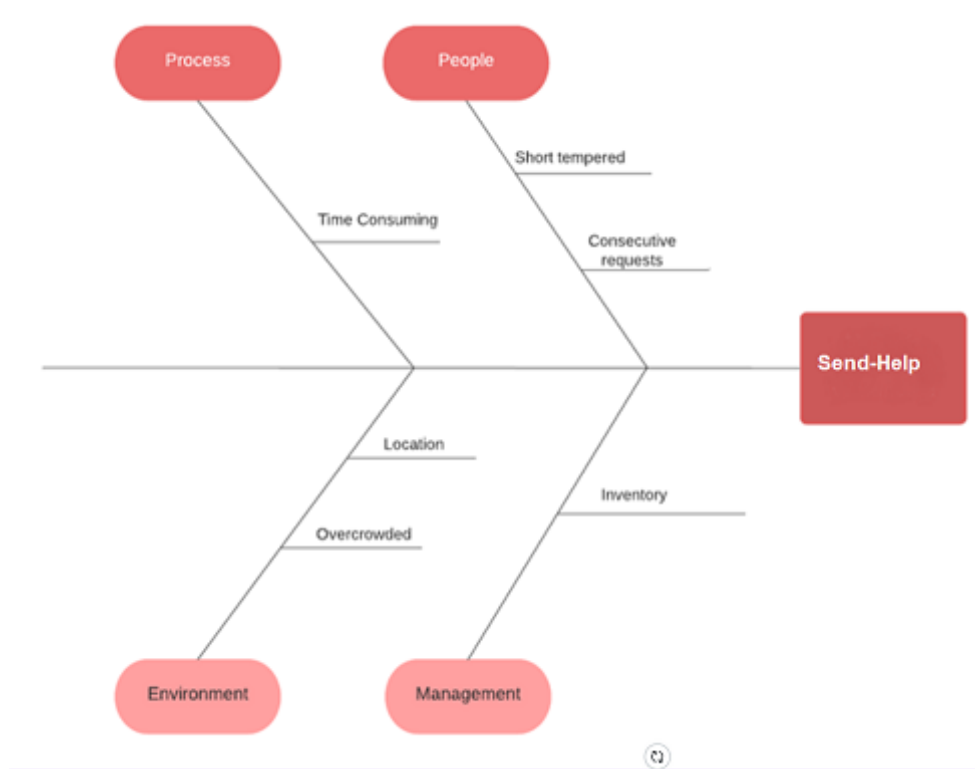 Process
People
Short tempered
Time Consuming
Consecutive
requests
Send-Help
Location
Inventory
Overcrowded
Environment
Management